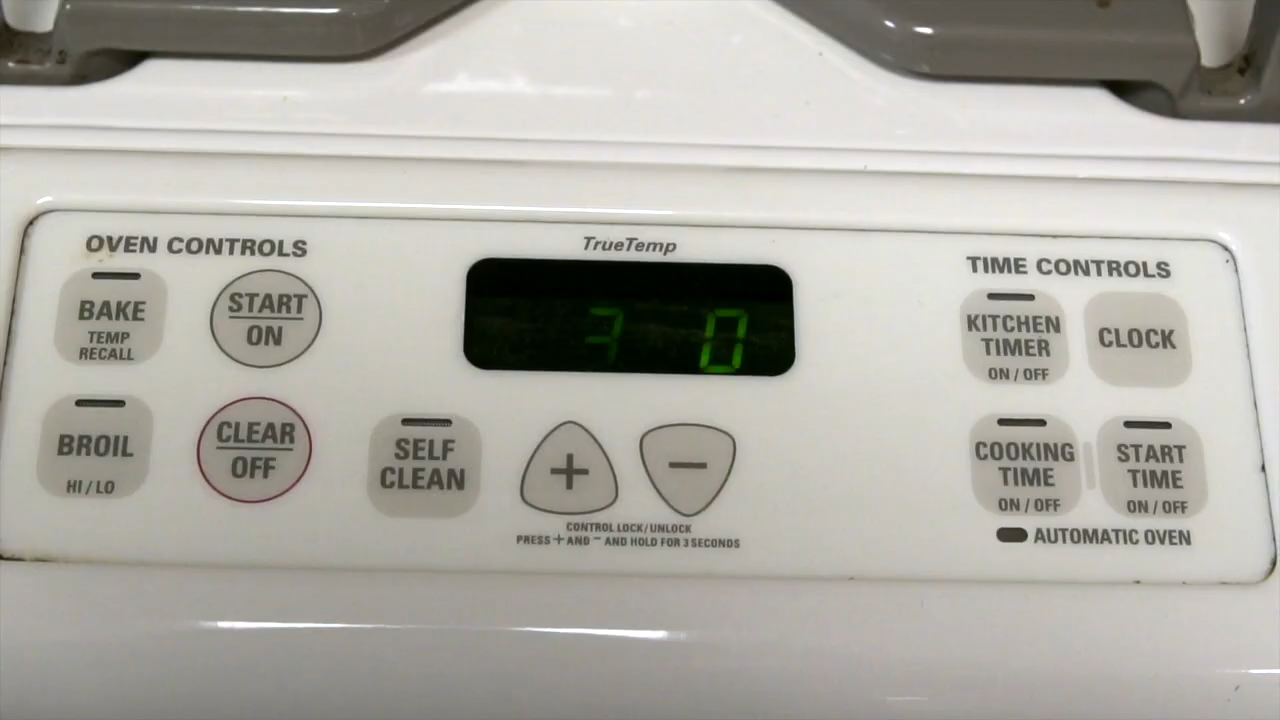 OVEN CONTROLS
BAKE
TEMP
RECALL
START
ON
BROIL
HI / LO
CLEAR
OFF
SELF
CLEAN
TrueTemp
3 0
+
−
CONTROL LOCK/UNLOCK
PRESS + AND − AND HOLD FOR 3 SECONDS
TIME CONTROLS
KITCHEN
TIMER
ON / OFF
CLOCK
COOKING
TIME
ON / OFF
START
TIME
ON / OFF
AUTOMATIC OVEN